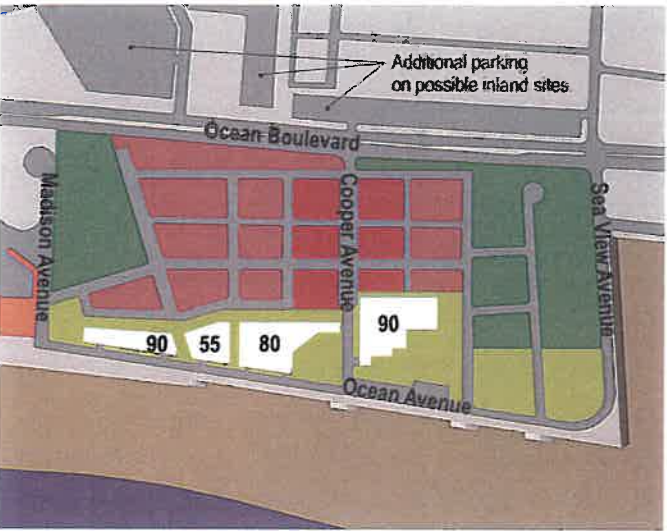 Additional parking
on possible inland sites
Ocean Boulevard
Madison Avenue
Cooper Avenue
Sea View Avenue
90
55
80
90
Ocean Avenue